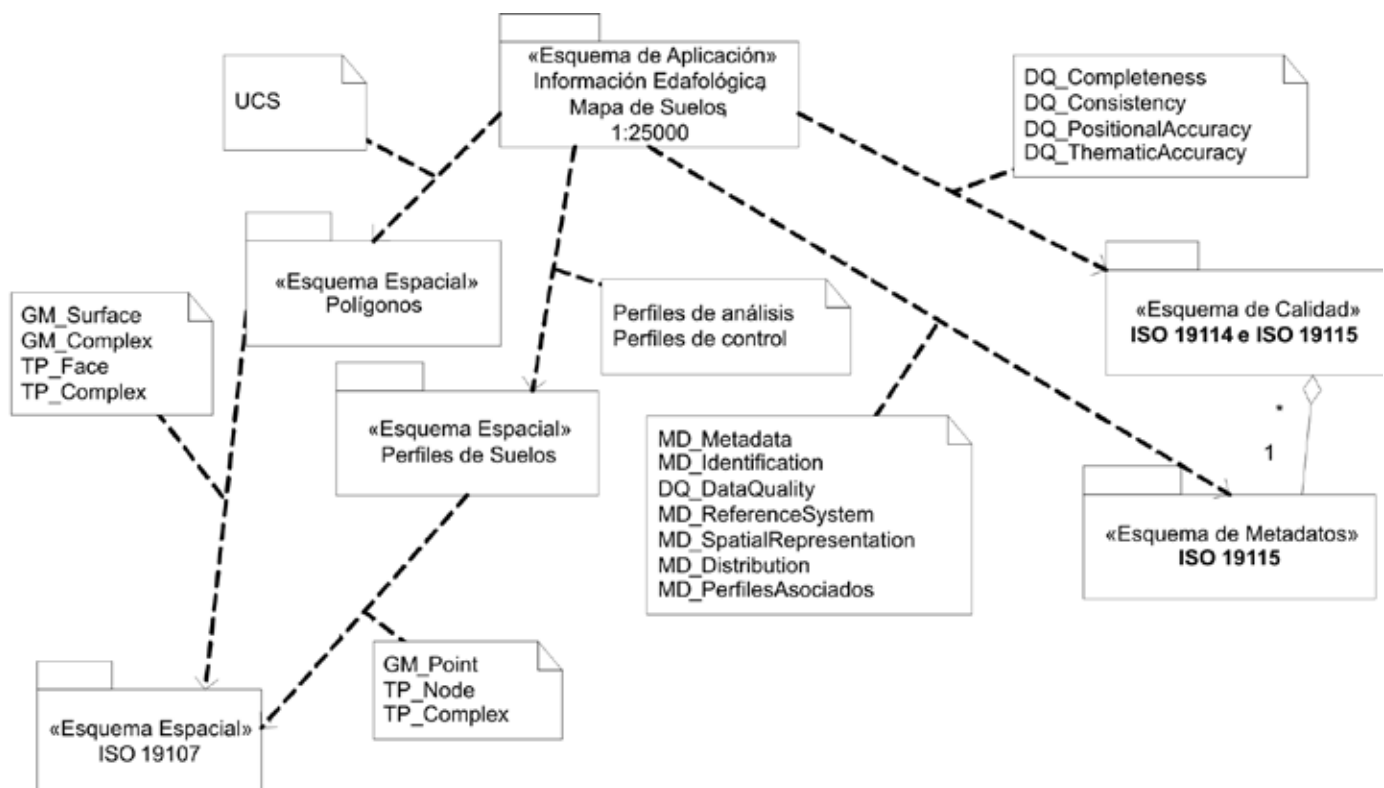 «Esquema de Aplicación»
Información Edafológica
Mapa de Suelos
1:25000
UCS
DQ_Completeness
DQ_Consistency
DQ_PositionalAccuracy
DQ_ThematicAccuracy
«Esquema Espacial»
Polígonos
«Esquema de Calidad»
ISO 19114 e ISO 19115
GM_Surface
GM_Complex
TP_Face
TP_Complex
Perfiles de análisis
Perfiles de control
«Esquema Espacial»
Perfiles de Suelos
*
1
MD_Metadata
MD_Identification
DQ_DataQuality
MD_ReferenceSystem
MD_SpatialRepresentation
MD_Distribution
MD_PerfilesAsociados
«Esquema de Metadatos»
ISO 19115
GM_Point
TP_Node
TP_Complex
«Esquema Espacial»
ISO 19107